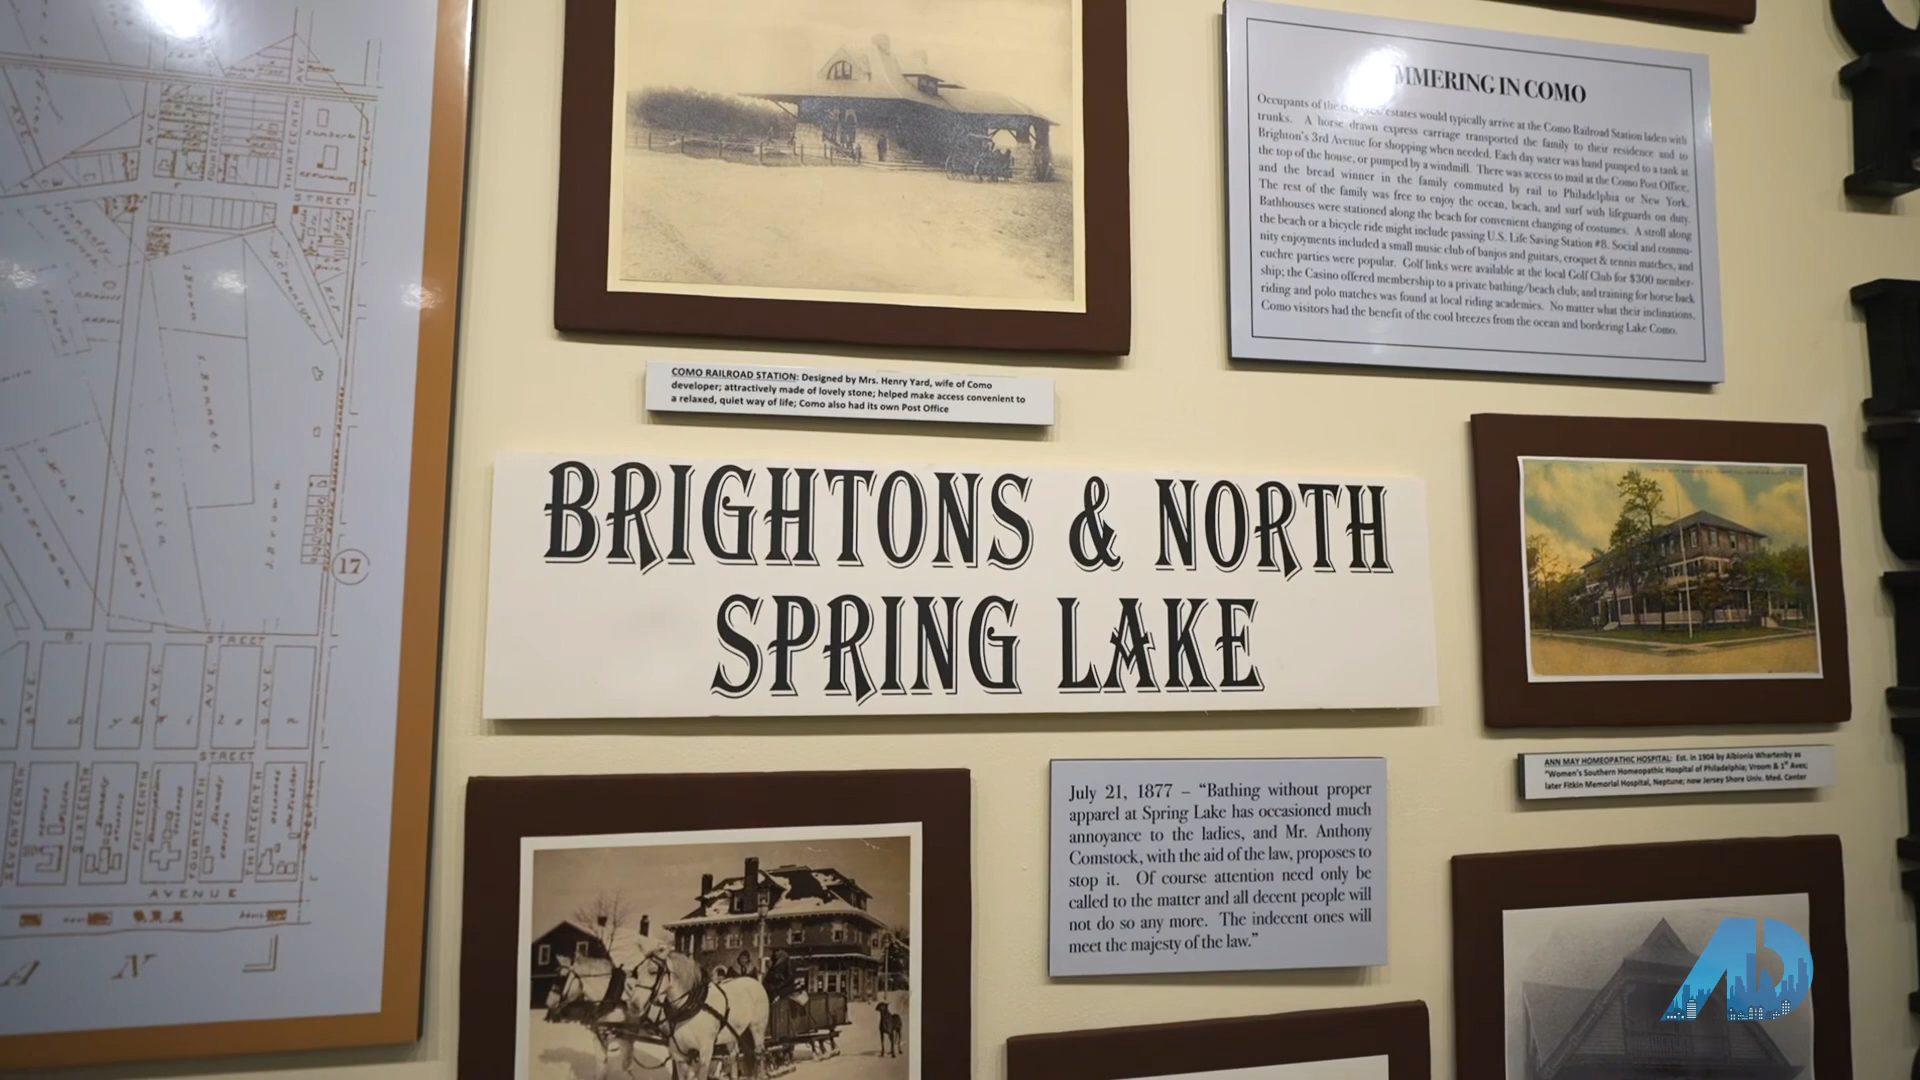 MMERING IN COMO
Occupants of the estates would typically arrive at the Como Railroad Station laden with
trunks. A horse drawn express carriage transported the family to their residence and to
Brighton's 3rd Avenue for shopping when needed. Each day water was hand pumped to a tank at
the top of the house, or pumped by a windmill. There was access to mail at the Como Post Office,
and the bread winner in the family commuted by rail to Philadelphia or New York.
The rest of the family was free to enjoy the ocean, beach, and surf with lifeguards on duty.
Bathhouses were stationed along the beach for convenient changing of costumes. A stroll along
the beach or a bicycle ride might include passing U.S. Life Saving Station #8. Social and commu-
nity enjoyments included a small music club of banjos and guitars, croquet & tennis matches, and
euchre parties were popular. Golf links were available at the local Golf Club for $300 member-
ship; the Casino offered membership to a private bathing/beach club; and training for horse back
riding and polo matches was found at local riding academies. No matter what their inclinations,
Como visitors had the benefit of the cool breezes from the ocean and bordering Lake Como.
COMO RAILROAD STATION: Designed by Mrs. Henry Yard, wife of Como
developer; attractively made of lovely stone; helped make access convenient to
a relaxed, quiet way of life; Como also had its own Post Office
BRIGHTONS & NORTH
SPRING LAKE
ANN MAY HOMEOPATHIC HOSPITAL: Est. in 1904 by Albionia Whartenby as
"Women's Southern Homeopathic Hospital of Philadelphia; Vroom & 1st Aves;
later Fitkin Memorial Hospital, Neptune; now Jersey Shore Univ. Med. Center
July 21, 1877 – "Bathing without proper
apparel at Spring Lake has occasioned much
annoyance to the ladies, and Mr. Anthony
Comstock, with the aid of the law, proposes to
stop it. Of course attention need only be
called to the matter and all decent people will
not do so any more. The indecent ones will
meet the majesty of the law."
AVE
FOURTEENTH AVE
THIRTEENTH AVE
STREET
J. Brown
17
STREET
AVE.
AVE
AVE.
AVE.
STREET
SEVENTEENTH
SIXTEENTH
FIFTEENTH
FOURTEENTH
THIRTEENTH
AVENUE
A N
AD